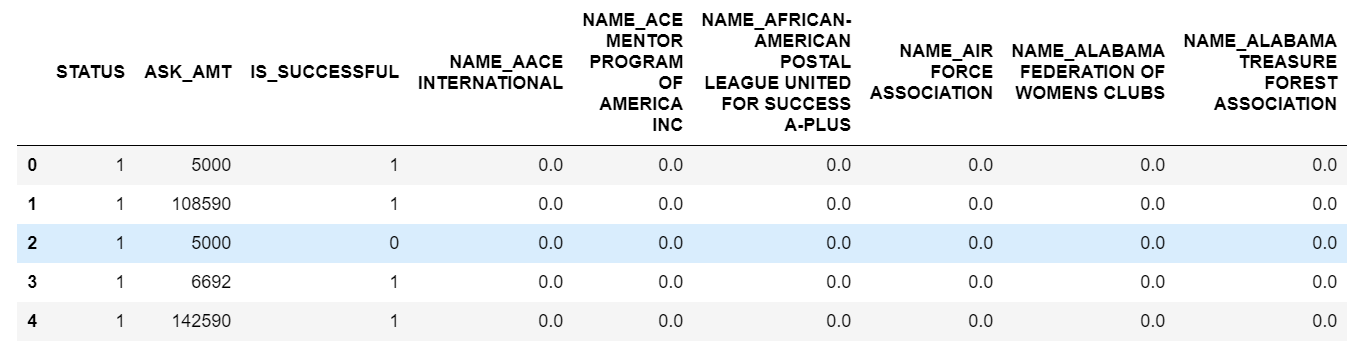 STATUS ASK_AMT IS_SUCCESSFUL NAME_AACE INTERNATIONAL NAME_ACE MENTOR PROGRAM OF AMERICA INC NAME_AFRICAN-AMERICAN POSTAL LEAGUE UNITED FOR SUCCESS A-PLUS NAME_AIR FORCE ASSOCIATION NAME_ALABAMA FEDERATION OF WOMENS CLUBS NAME_ALABAMA TREASURE FOREST ASSOCIATION
0 1 5000 1 0.0 0.0 0.0 0.0 0.0 0.0
1 1 108590 1 0.0 0.0 0.0 0.0 0.0 0.0
2 1 5000 0 0.0 0.0 0.0 0.0 0.0 0.0
3 1 6692 1 0.0 0.0 0.0 0.0 0.0 0.0
4 1 142590 1 0.0 0.0 0.0 0.0 0.0 0.0